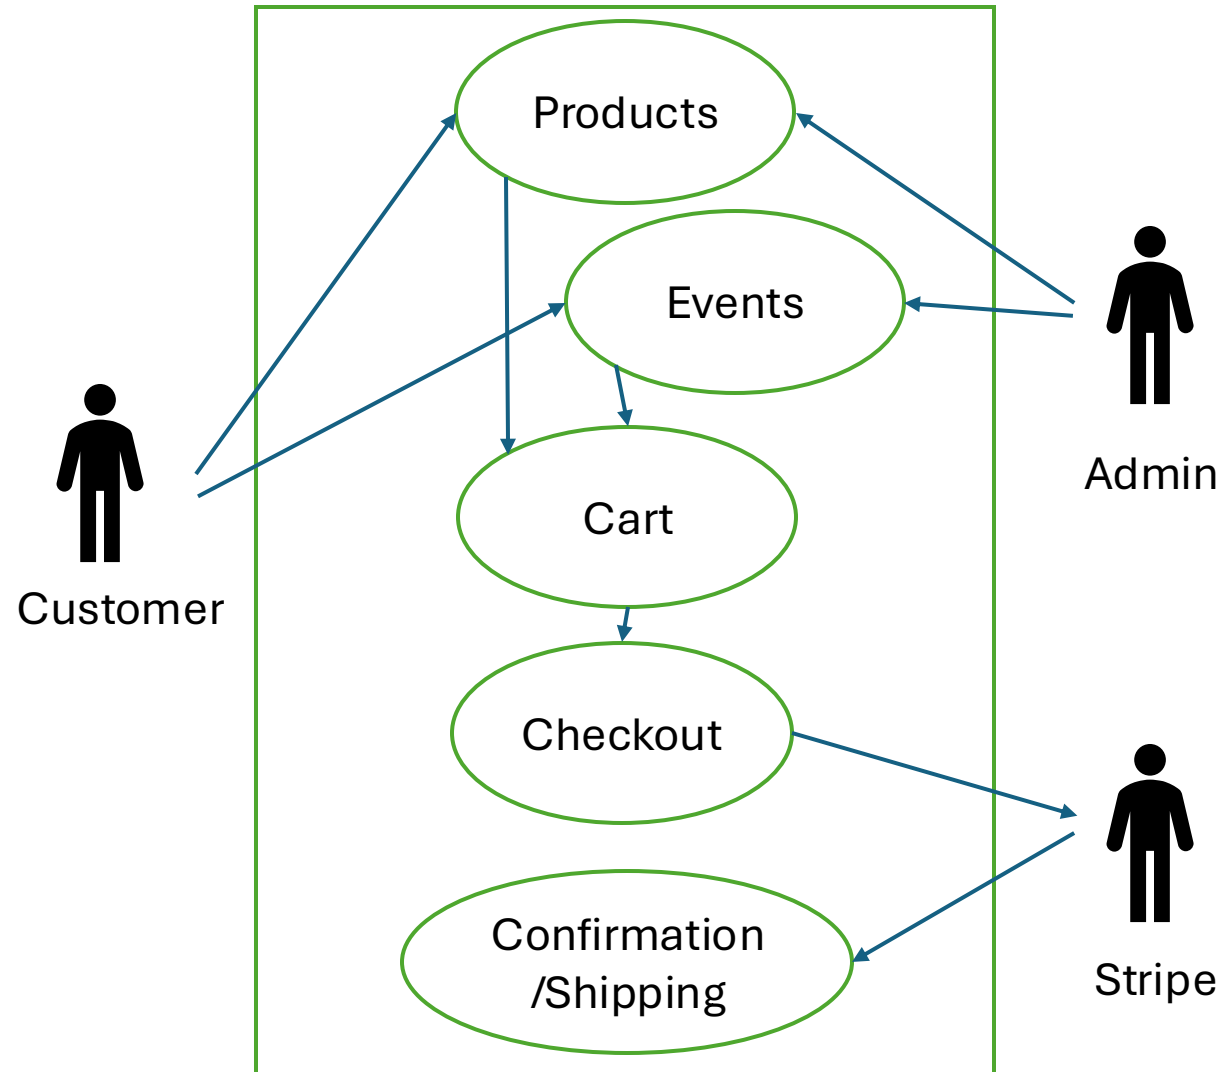 Products
Events
Admin
Cart
Customer
Checkout
Confirmation
/Shipping
Stripe